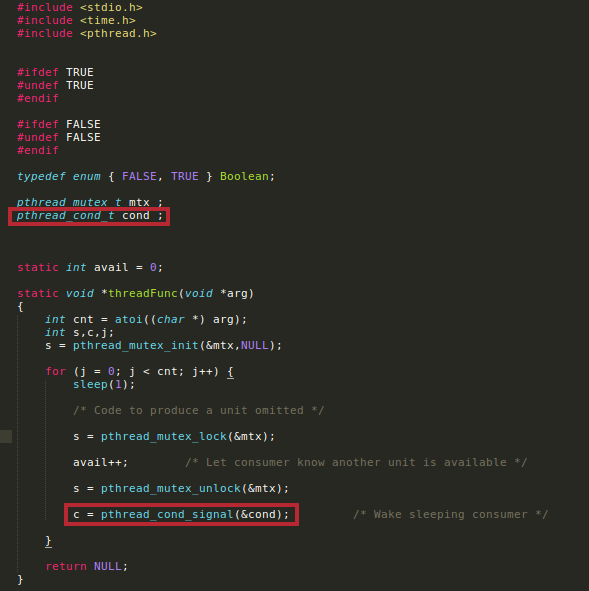 #include <stdio.h>
#include <time.h>
#include <pthread.h>
#ifdef TRUE
#undef TRUE
#endif
#ifdef FALSE
#undef FALSE
#endif
typedef enum { FALSE, TRUE } Boolean;
pthread_mutex_t mtx ;
pthread_cond_t cond ;
static int avail = 0;
static void *threadFunc(void *arg)
{
int cnt = atoi((char *) arg);
int s,c,j;
s = pthread_mutex_init(&mtx,NULL);
for (j = 0; j < cnt; j++) {
sleep(1);
/* Code to produce a unit omitted */
s = pthread_mutex_lock(&mtx);
avail++; /* Let consumer know another unit is available */
s = pthread_mutex_unlock(&mtx);
c = pthread_cond_signal(&cond); /* Wake sleeping consumer */
}
return NULL;
}